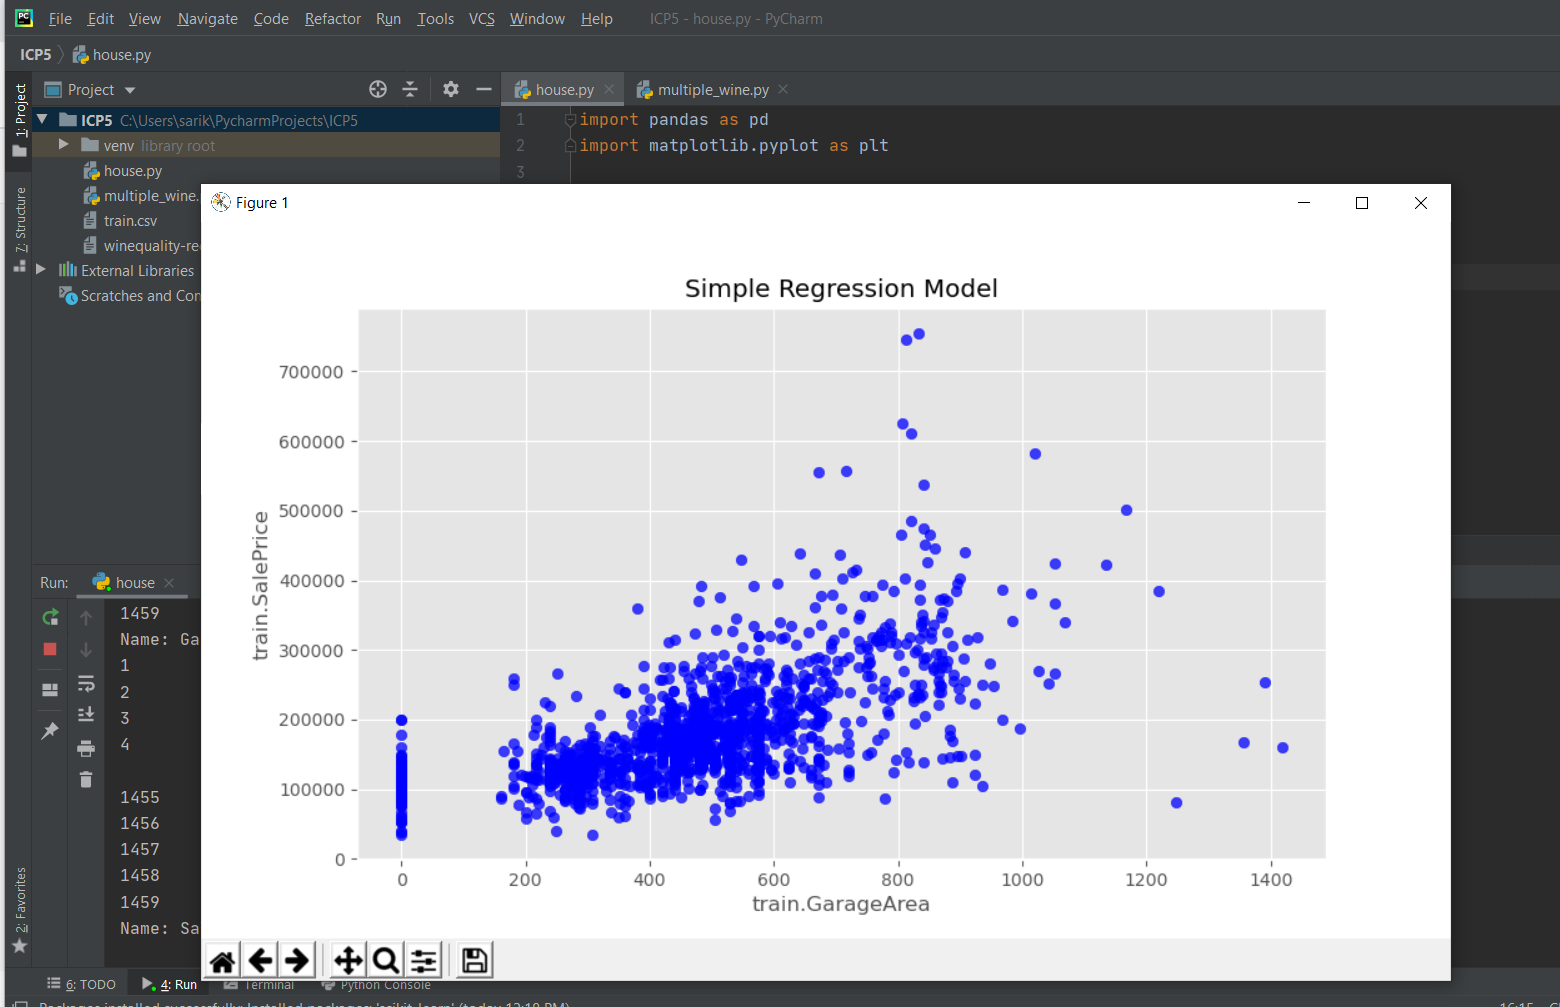 File Edit View Navigate Code Refactor Run Tools VCS Window Help ICP5 - house.py - PyCharm
ICP5 house.py
1: Project
Project
house.py
multiple_wine.py
ICP5 C:\Users\sarik\PycharmProjects\ICP5
venv library root
house.py
multiple_wine.
train.csv
winequality-re
External Libraries
Scratches and Con
7: Structure
1 import pandas as pd
2 import matplotlib.pyplot as plt
3
Figure 1
Simple Regression Model
700000
600000
500000
400000
300000
200000
100000
0
train.SalePrice
0 200 400 600 800 1000 1200 1400
train.GarageArea
Run: house
1459
Name: Ga
1
2
3
4
1455
1456
1457
1458
1459
Name: Sa
2: Favorites
6: TODO 4: Run Terminal Python Console
Packages installed successfully: Installed packages: 'scikit-learn' (today 12:18 PM)
16:15